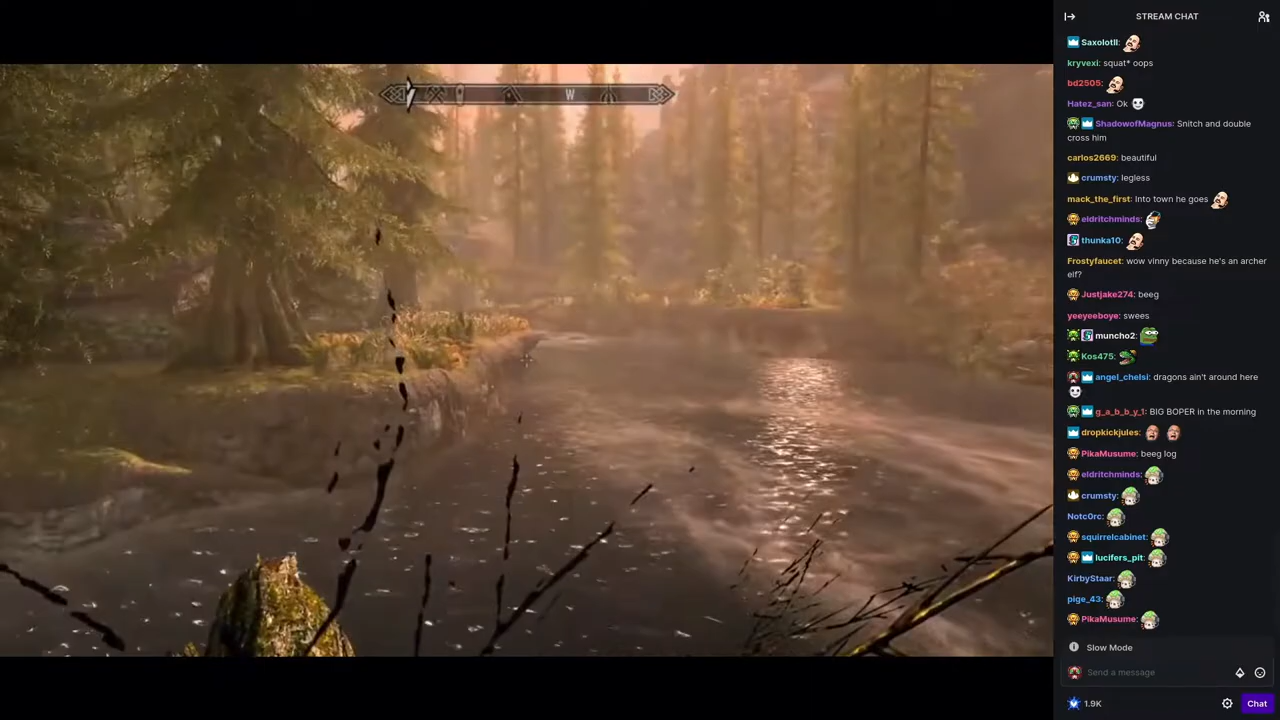 STREAM CHAT
W
Saxolotll:
kryvexi: squat* oops
bd2505:
Hatez_san: Ok
ShadowofMagnus: Snitch and double
cross him
carlos2669: beautiful
crumsty: legless
mack_the_first: Into town he goes
eldritchminds:
thunka10:
Frostyfaucet: wow vinny because he's an archer
elf?
Justjake274: beeg
yeeyeeboye: swees
muncho2:
Kos475:
angel_chelsi: dragons ain't around here
g_a_b_b_y_1: BIG BOPER in the morning
dropkickjules:
PikaMusume: beeg log
eldritchminds:
crumsty:
Notc0rc:
squirrelcabinet:
lucifers_pit:
KirbyStaar:
pige_43:
PikaMusume:
Slow Mode
Send a message
1.9K
Chat